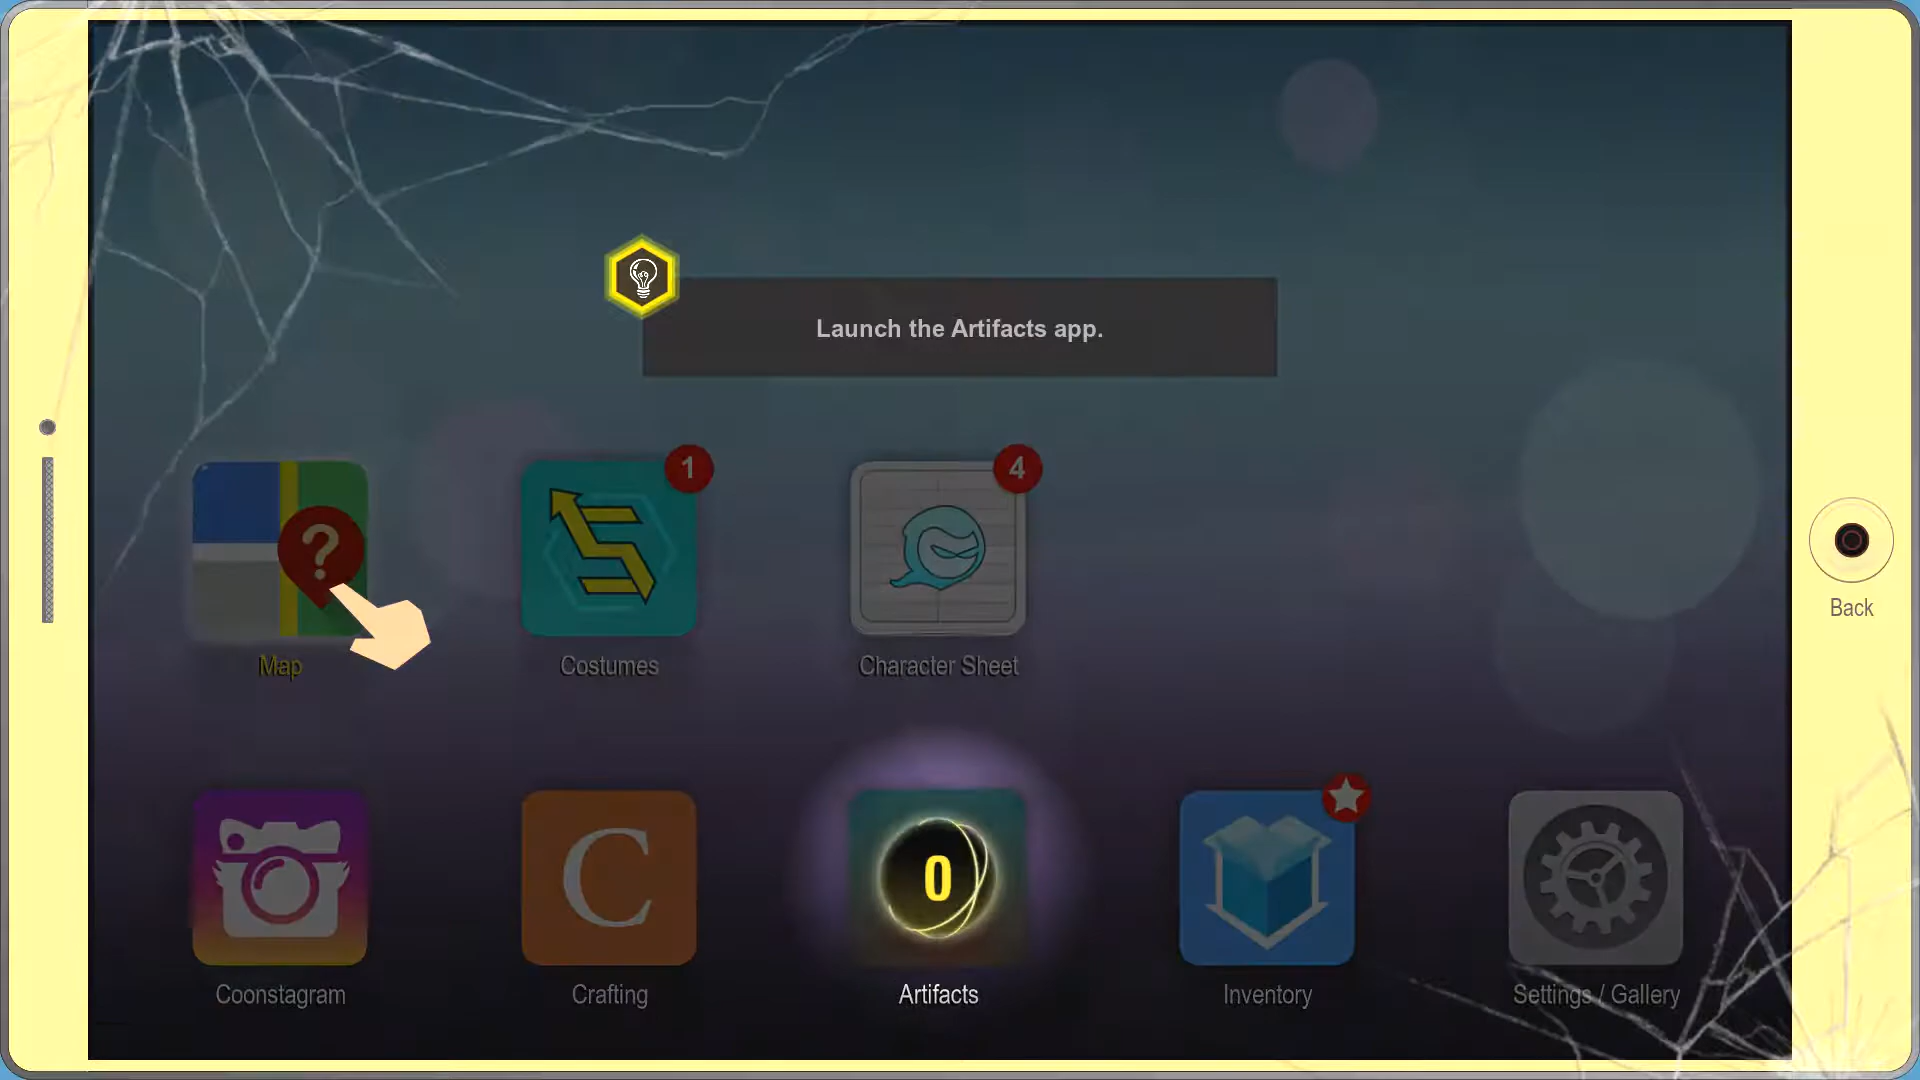 Launch the Artifacts app.
?
1
4
Map
Costumes
Character Sheet
Back
C
0
Coonstagram
Crafting
Artifacts
Inventory
Settings / Gallery